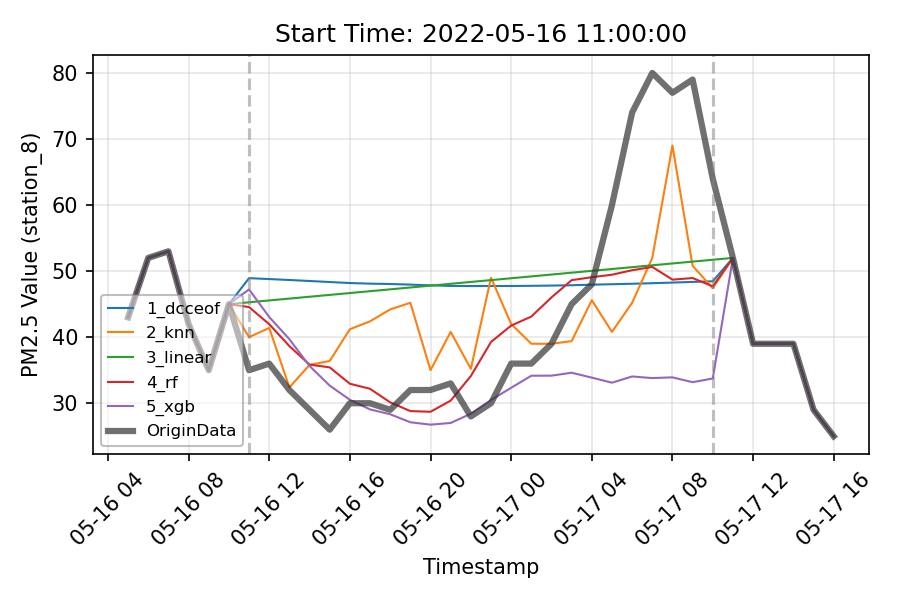 Start Time: 2022-05-16 11:00:00
PM2.5 Value (station_8)
80
70
60
50
40
30
1_dcceof
2_knn
3_linear
4_rf
5_xgb
OriginData
05-16 04
05-16 08
05-16 12
05-16 16
05-16 20
05-17 00
05-17 04
05-17 08
05-17 12
05-17 16
Timestamp